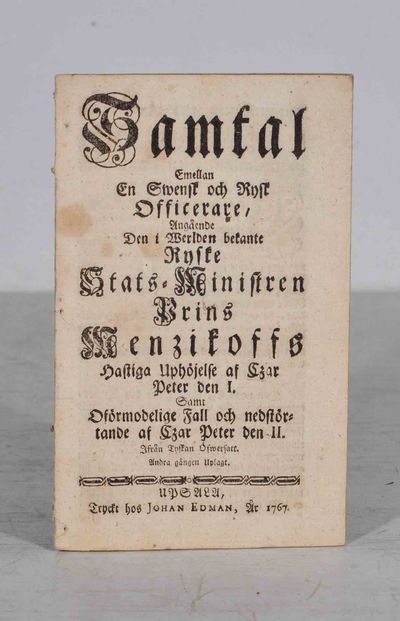 Samtal
Emellan
En Swensk och Rysk
Officerare,
Angående
Den i Werlden bekante
Ryske
Stats-Ministren
Prins
Menzikoffs
Hastiga Uphöjelse af Czar
Peter den I.
Samt
Oförmodelige Fall och nedstör-
tande af Czar Peter den II.
Ifrån Tyskan Öfwersatt.
Andra gången Uplagt.
UPSALA,
Tryckt hos JOHAN EDMAN, År 1767.